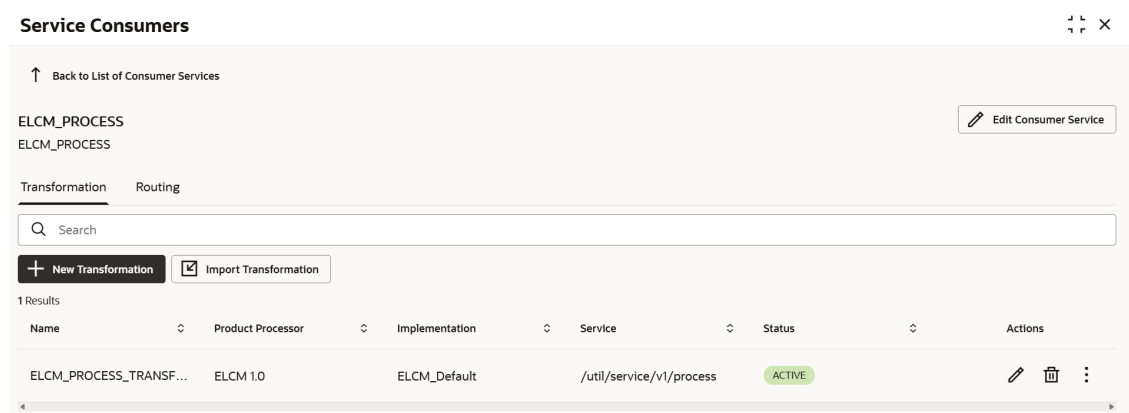 Service Consumers
Back to List of Consumer Services
ELCM_PROCESS
Edit Consumer Service
ELCM_PROCESS
Transformation Routing
Search
New Transformation Import Transformation
1 Results
Name Product Processor Implementation Service Status Actions
ELCM_PROCESS_TRANSF... ELCM 1.0 ELCM_Default /util/service/v1/process ACTIVE